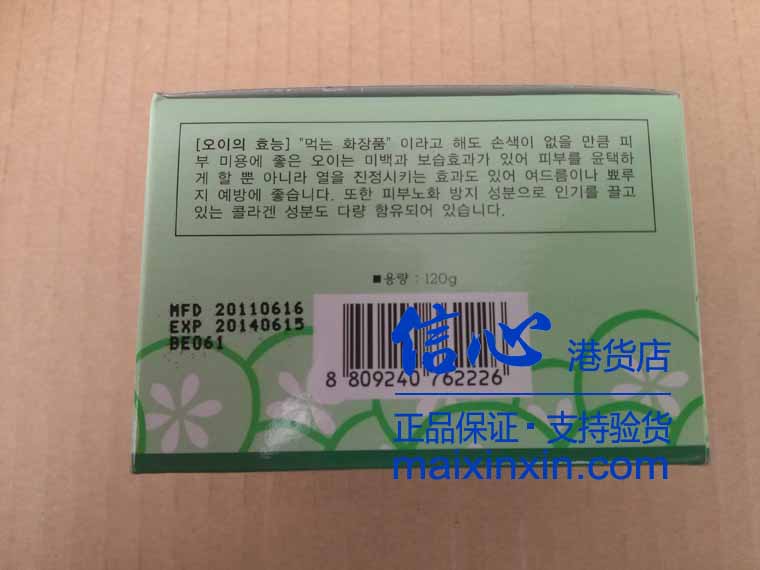 [오이의 효능] "먹는 화장품" 이라고 해도 손색이 없을 만큼 피
부 미용에 좋은 오이는 미백과 보습효과가 있어 피부를 윤택하
게 할 뿐 아니라 열을 진정시키는 효과도 있어 여드름이나 뾰루
지 예방에 좋습니다. 또한 피부노화 방지 성분으로 인기를 끌고
있는 콜라겐 성분도 다량 함유되어 있습니다.
■용량 : 120g
MFD 20110616
EXP 20140615
BE061
8 809240 762226
信心 港货店
正品保证·支持验货
maixinxin.com